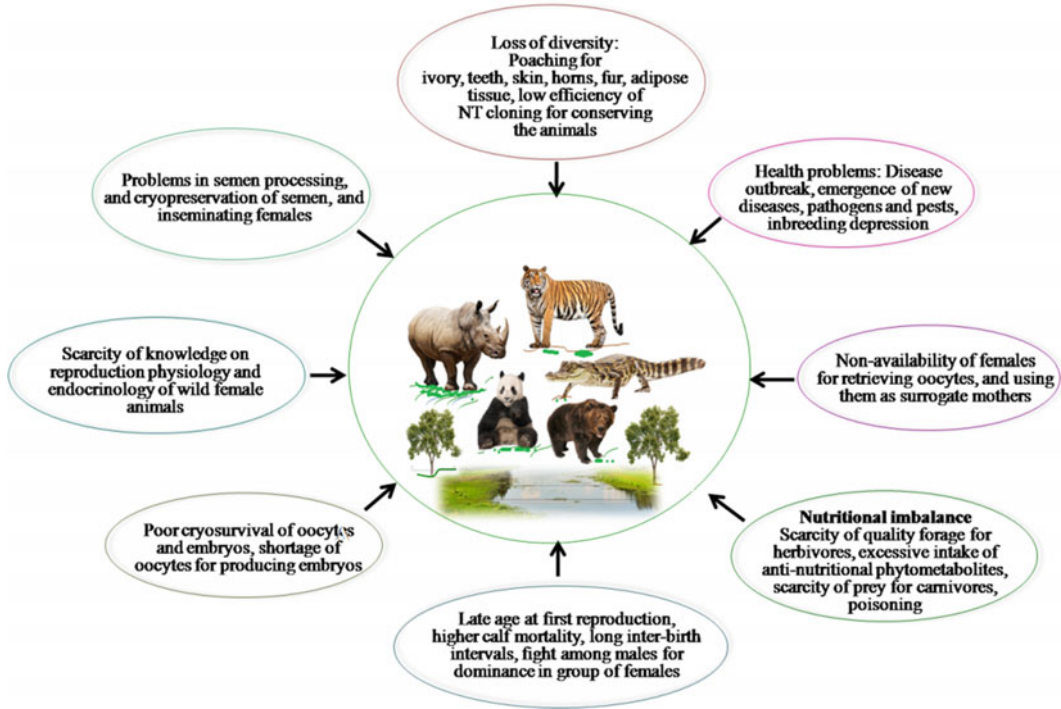 Loss of diversity:
Poaching for
ivory, teeth, skin, horns, fur, adipose
tissue, low efficiency of
NT cloning for conserving
the animals
Problems in semen processing,
and cryopreservation of semen, and
inseminating females
Health problems: Disease
outbreak, emergence of new
diseases, pathogens and pests,
inbreeding depression
Scarcity of knowledge on
reproduction physiology and
endocrinology of wild female
animals
Non-availability of females
for retrieving oocytes, and using
them as surrogate mothers
Poor cryosurvival of oocytes
and embryos, shortage of
oocytes for producing embryos
Nutritional imbalance
Scarcity of quality forage for
herbivores, excessive intake of
anti-nutritional phytometabolites,
scarcity of prey for carnivores,
poisoning
Late age at first reproduction,
higher calf mortality, long inter-birth
intervals, fight among males for
dominance in group of females